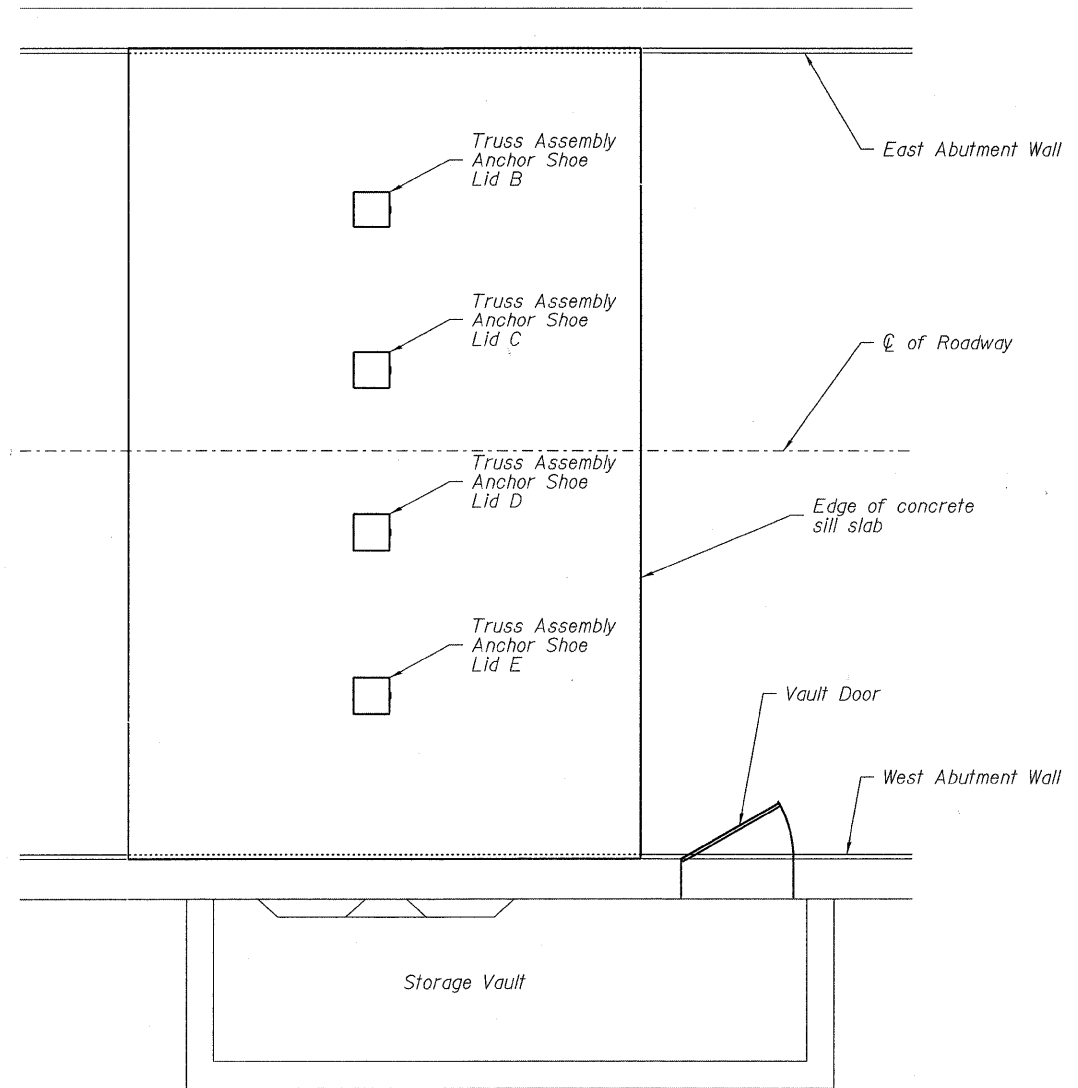 Truss Assembly
Anchor Shoe
Lid B
East Abutment Wall
Truss Assembly
Anchor Shoe
Lid C
℄ of Roadway
Truss Assembly
Anchor Shoe
Lid D
Edge of concrete
sill slab
Truss Assembly
Anchor Shoe
Lid E
Vault Door
West Abutment Wall
Storage Vault